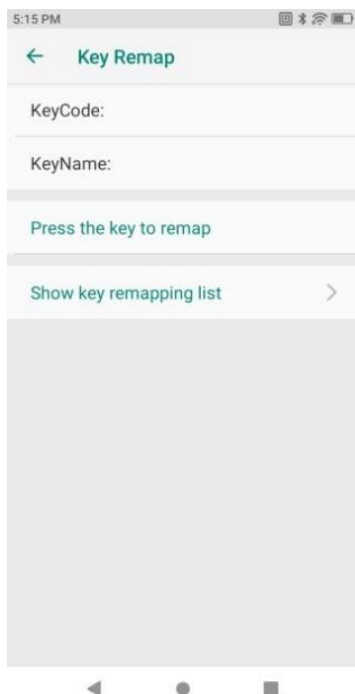 5:15 PM
Key Remap
KeyCode:
KeyName:
Press the key to remap
Show key remapping list